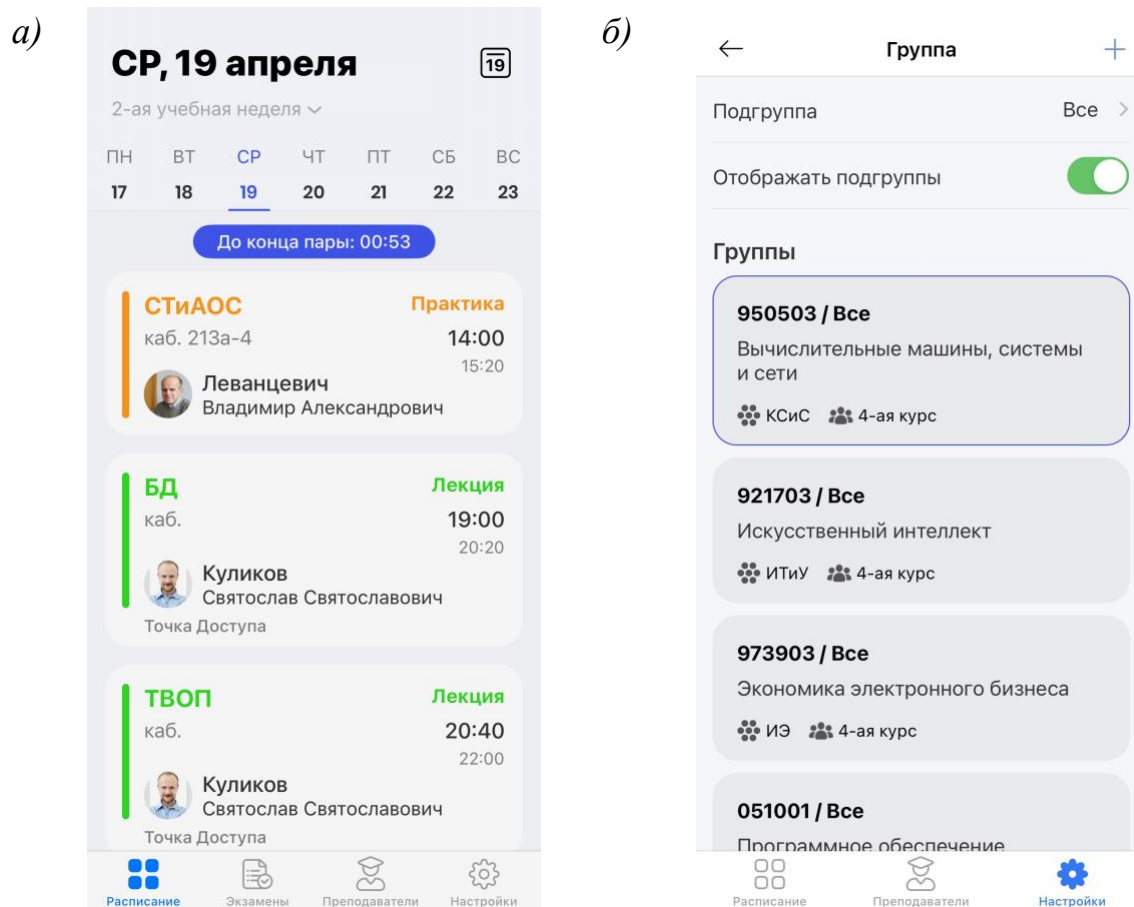 а)
СР, 19 апреля
19
2-ая учебная неделя
ПН ВТ СР ЧТ ПТ СБ ВС
17 18 19 20 21 22 23
До конца пары: 00:53
СТиАОС Практика
каб. 213а-4 14:00
15:20
Леванцевич
Владимир Александрович
БД Лекция
каб. 19:00
20:20
Куликов
Святослав Святославович
Точка Доступа
ТВОП Лекция
каб. 20:40
22:00
Куликов
Святослав Святославович
Точка Доступа
Расписание Экзамены Преподаватели Настройки
б)
Группа
Подгруппа Все
Отображать подгруппы
Группы
950503 / Все
Вычислительные машины, системы
и сети
КСиС 4-ая курс
921703 / Все
Искусственный интеллект
ИТиУ 4-ая курс
973903 / Все
Экономика электронного бизнеса
ИЭ 4-ая курс
051001 / Все
Программное обеспечение
Расписание Преподаватели Настройки